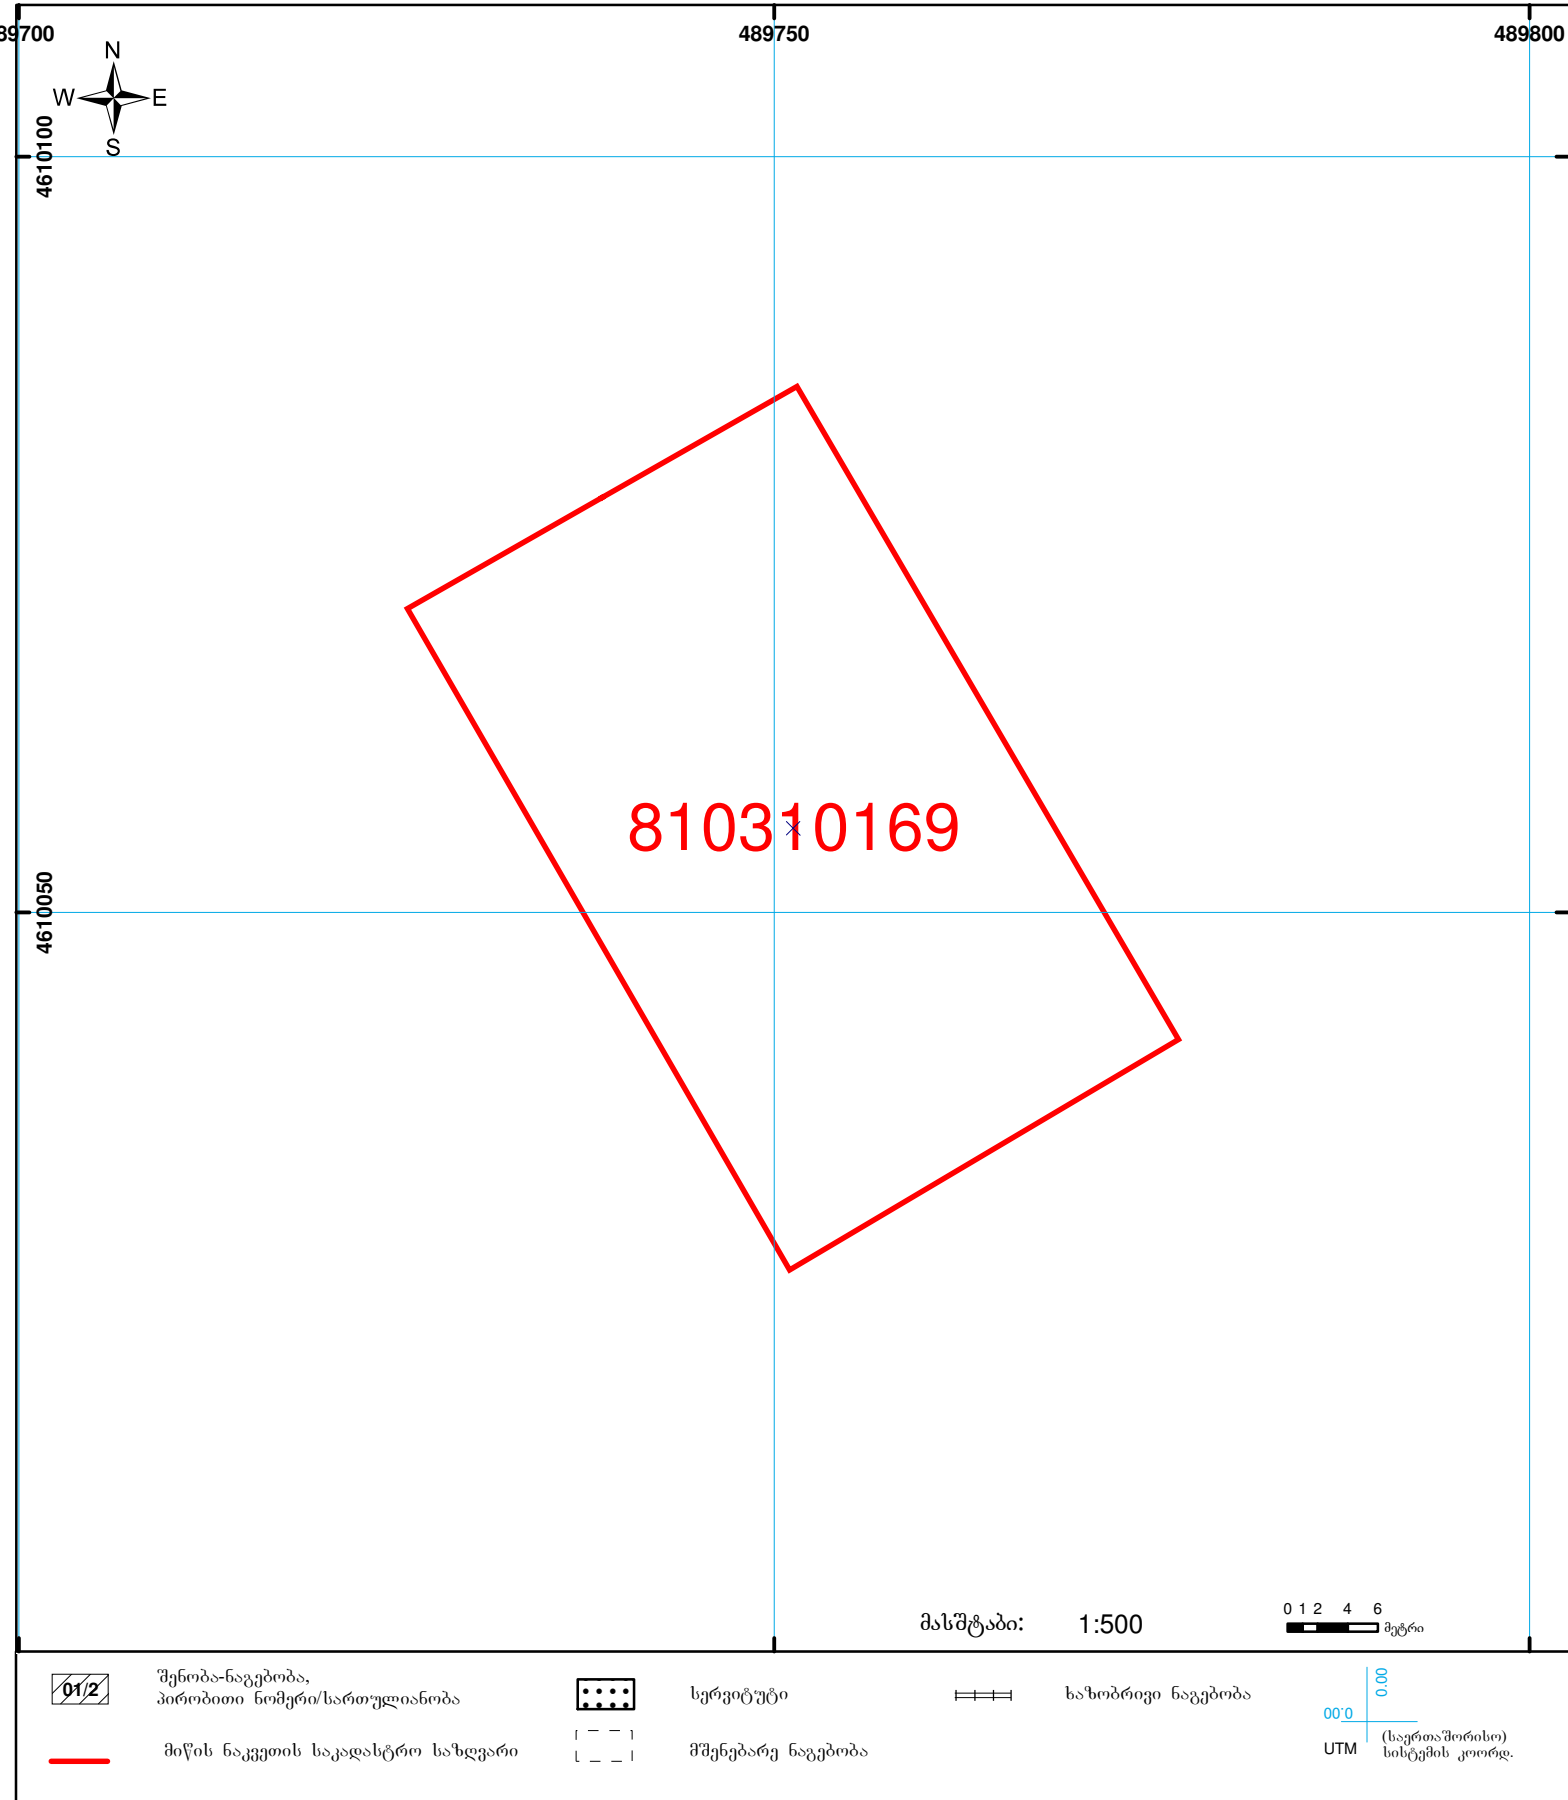 89700 489750 489800
N
W E
S
4610100
810310169
4610050
მასშტაბი: 1:500
0 1 2 4 6
მეტრი
01/2
შენობა-ნაგებობა,
პირობითი ნომერი/სართულიანობა
სერვიტუტი
ხაზობრივი ნაგებობა
მიწის ნაკვეთის საკადასტრო საზღვარი
მშენებარე ნაგებობა
0.00
00'0
UTM
(საერთაშორისო)
სისტემის კოორდ.